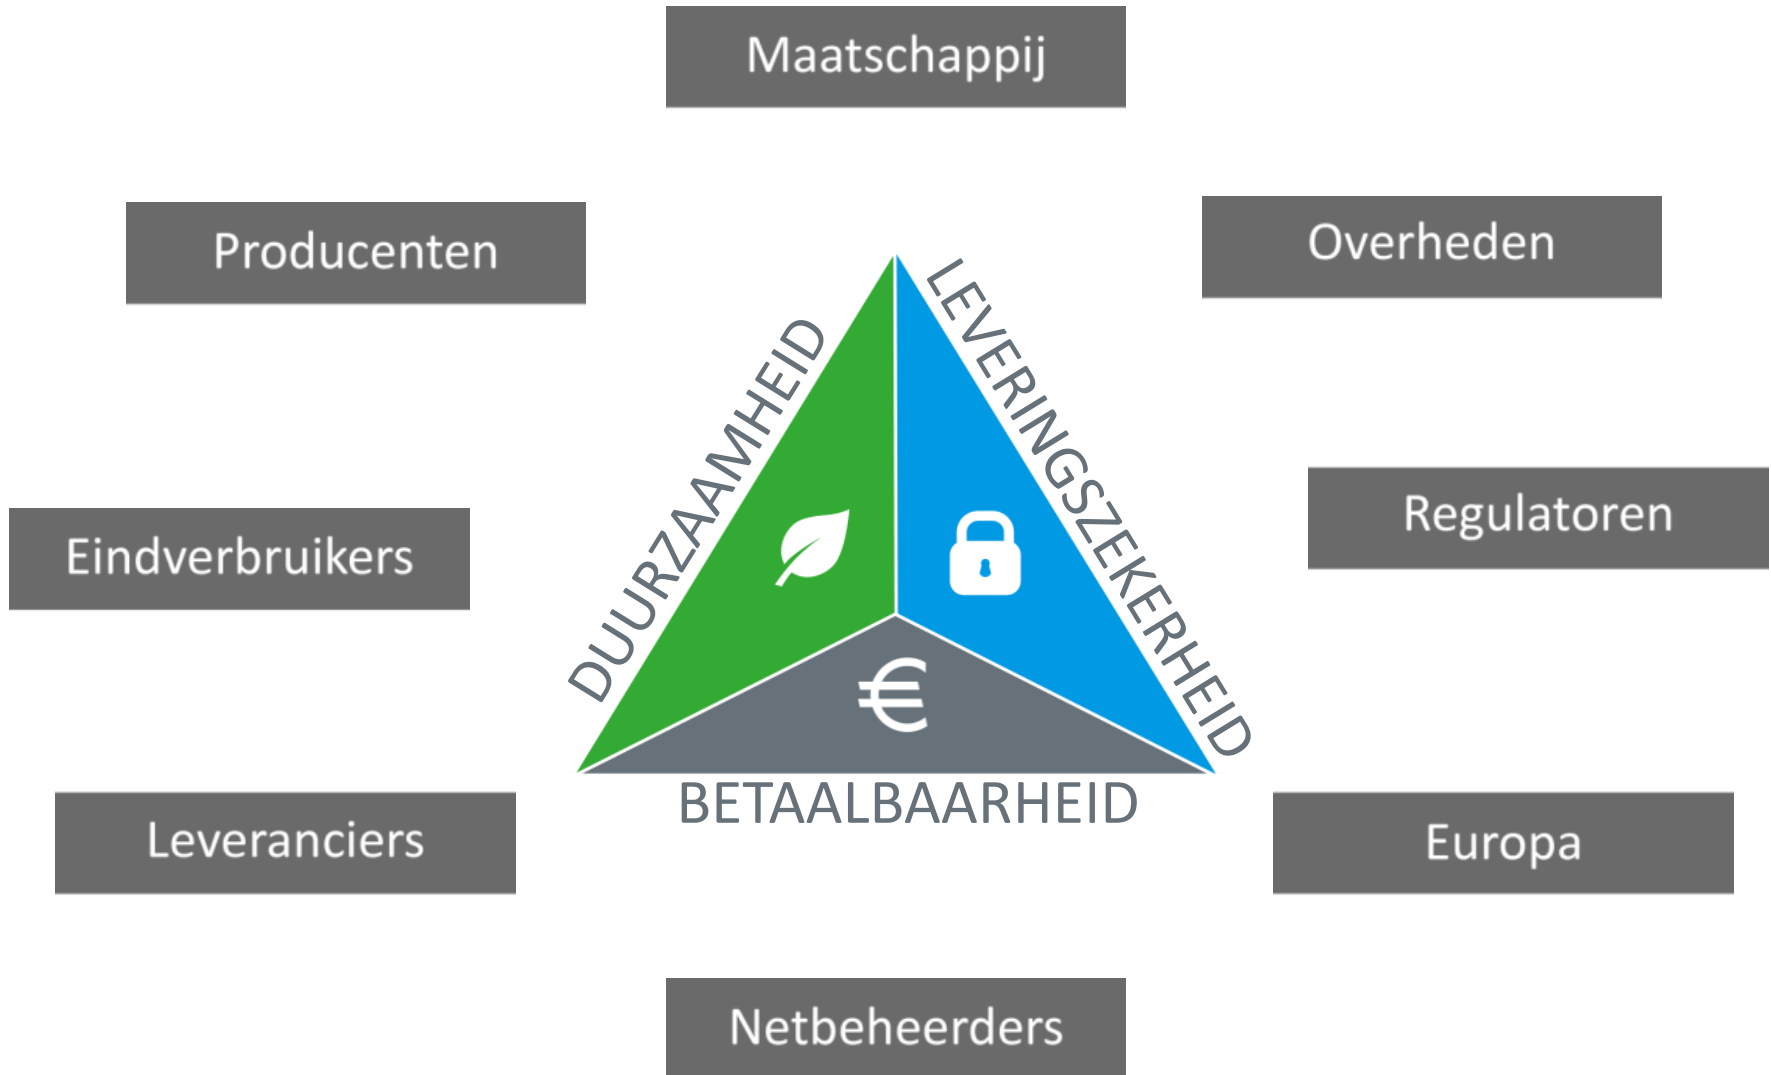 Maatschappij
Producenten
Overheden
DUURZAAMHEID
LEVERINGSZEKERHEID
Eindverbruikers
Regulatoren
€
BETAALBAARHEID
Leveranciers
Europa
Netbeheerders